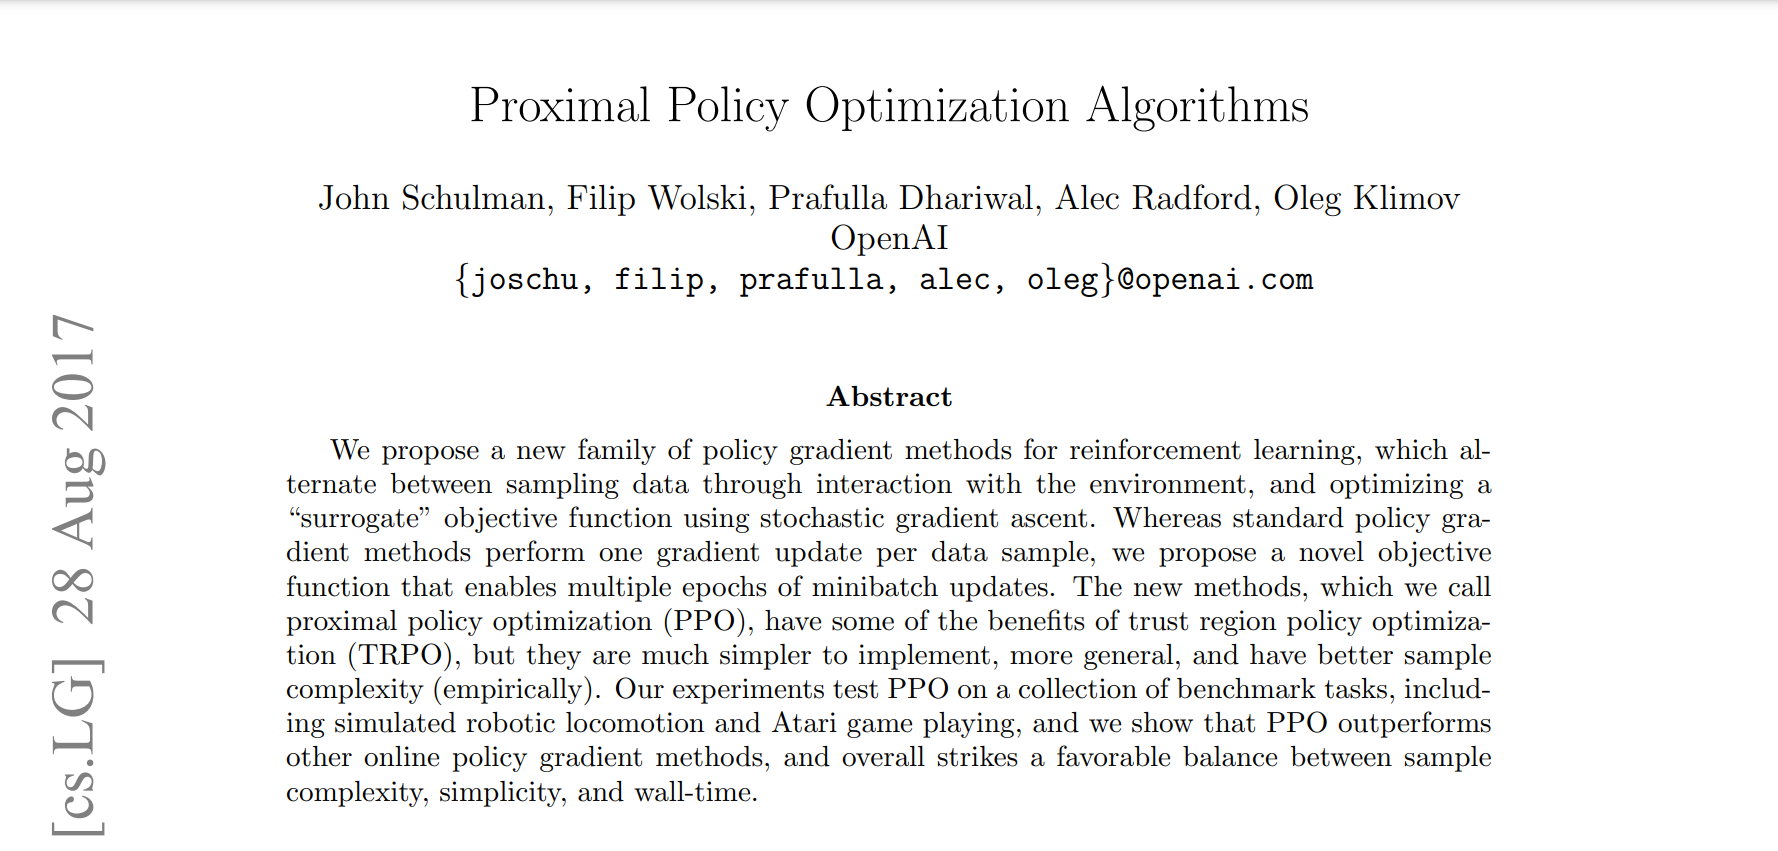 Proximal Policy Optimization Algorithms
John Schulman, Filip Wolski, Prafulla Dhariwal, Alec Radford, Oleg Klimov
OpenAI
{joschu, filip, prafulla, alec, oleg}@openai.com
Abstract
We propose a new family of policy gradient methods for reinforcement learning, which al-
ternate between sampling data through interaction with the environment, and optimizing a
“surrogate” objective function using stochastic gradient ascent. Whereas standard policy gra-
dient methods perform one gradient update per data sample, we propose a novel objective
function that enables multiple epochs of minibatch updates. The new methods, which we call
proximal policy optimization (PPO), have some of the benefits of trust region policy optimiza-
tion (TRPO), but they are much simpler to implement, more general, and have better sample
complexity (empirically). Our experiments test PPO on a collection of benchmark tasks, includ-
ing simulated robotic locomotion and Atari game playing, and we show that PPO outperforms
other online policy gradient methods, and overall strikes a favorable balance between sample
complexity, simplicity, and wall-time.
[cs.LG] 28 Aug 2017